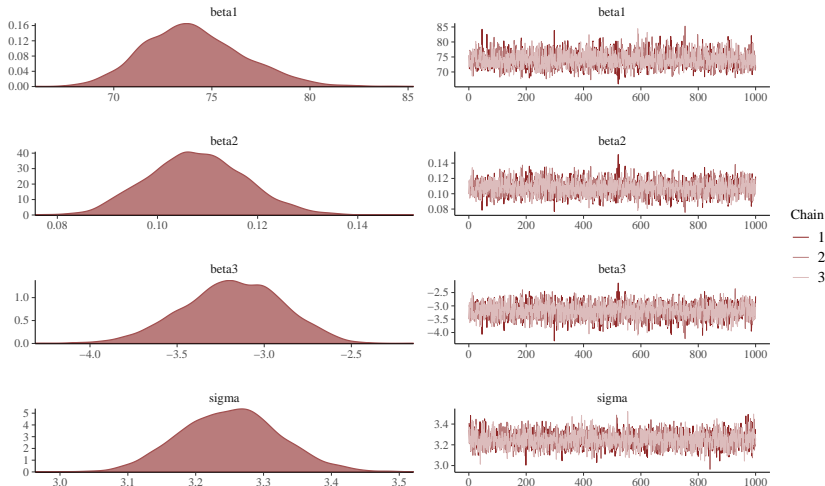 beta1
0.16
0.12
0.08
0.04
0.00
70 75 80 85
beta1
85
80
75
70
0 200 400 600 800 1000
beta2
40
30
20
10
0
0.08 0.10 0.12 0.14
beta2
0.14
0.12
0.10
0.08
0 200 400 600 800 1000
beta3
1.0
0.5
0.0
−4.0 −3.5 −3.0 −2.5
beta3
−2.5
−3.0
−3.5
−4.0
0 200 400 600 800 1000
sigma
5
4
3
2
1
0
3.0 3.1 3.2 3.3 3.4 3.5
sigma
3.4
3.2
3.0
0 200 400 600 800 1000
Chain
1
2
3